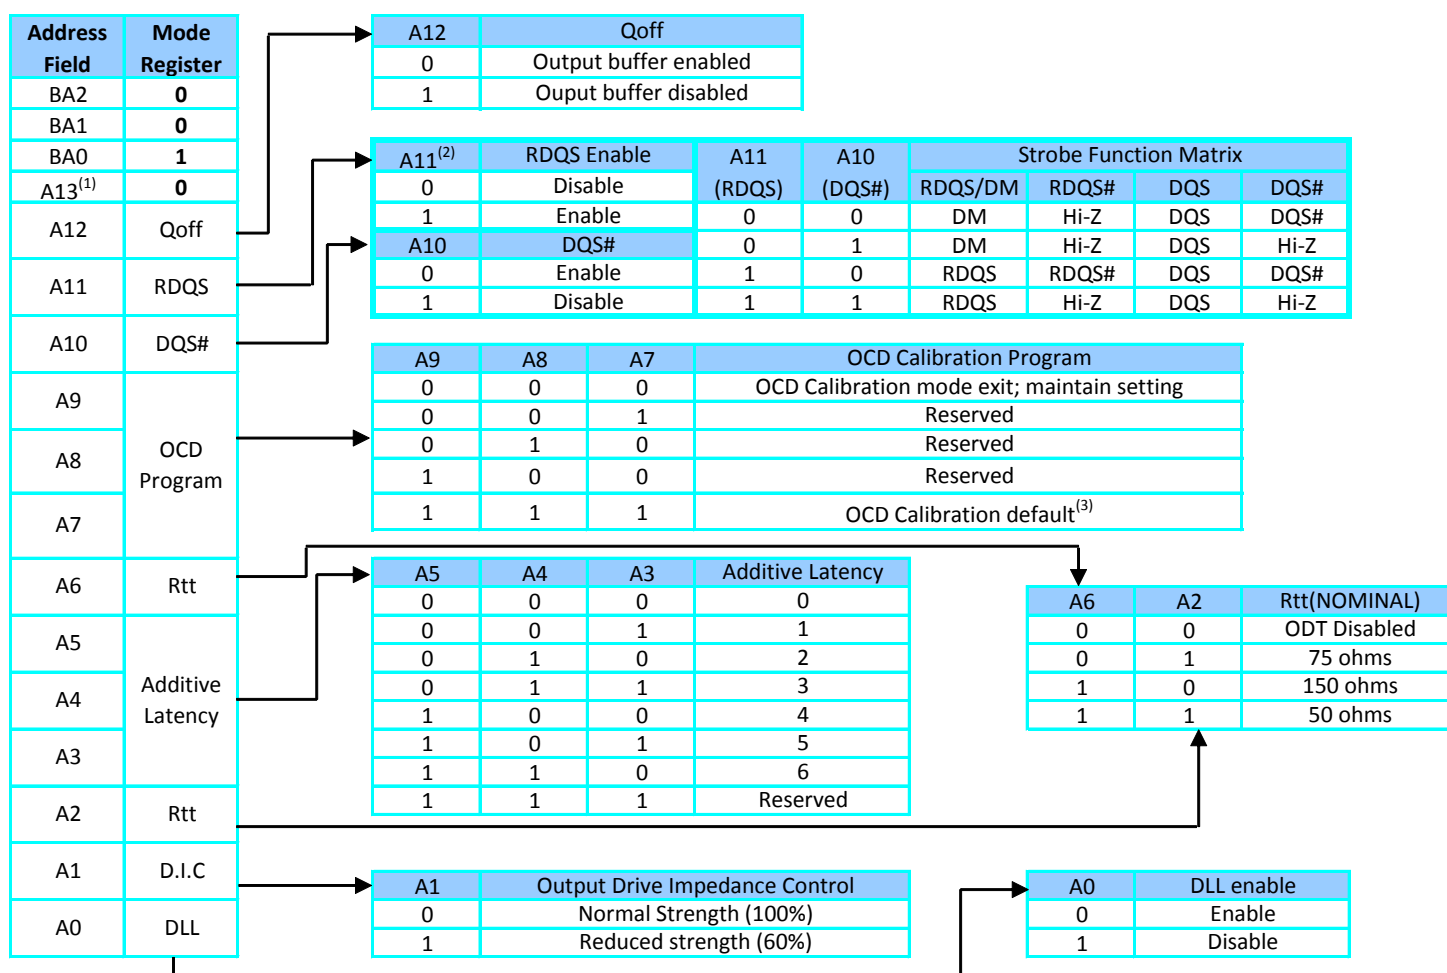 Address Field Mode Register
BA2 0
BA1 0
BA0 1
A13(1) 0
A12 Qoff
A11 RDQS
A10 DQS#
A9
A8
A7
OCD Program
A6 Rtt
A5
A4
A3
Additive Latency
A2 Rtt
A1 D.I.C
A0 DLL
A12 Qoff
0 Output buffer enabled
1 Ouput buffer disabled
A11(2) RDQS Enable
0 Disable
1 Enable
A10 DQS#
0 Enable
1 Disable
A11 A10 Strobe Function Matrix
(RDQS) (DQS#) RDQS/DM RDQS# DQS DQS#
0 0 DM Hi-Z DQS DQS#
0 1 DM Hi-Z DQS Hi-Z
1 0 RDQS RDQS# DQS DQS#
1 1 RDQS Hi-Z DQS Hi-Z
A9 A8 A7 OCD Calibration Program
0 0 0 OCD Calibration mode exit; maintain setting
0 0 1 Reserved
0 1 0 Reserved
1 0 0 Reserved
1 1 1 OCD Calibration default(3)
A5 A4 A3 Additive Latency
0 0 0 0
0 0 1 1
0 1 0 2
0 1 1 3
1 0 0 4
1 0 1 5
1 1 0 6
1 1 1 Reserved
A6 A2 Rtt(NOMINAL)
0 0 ODT Disabled
0 1 75 ohms
1 0 150 ohms
1 1 50 ohms
A1 Output Drive Impedance Control
0 Normal Strength (100%)
1 Reduced strength (60%)
A0 DLL enable
0 Enable
1 Disable